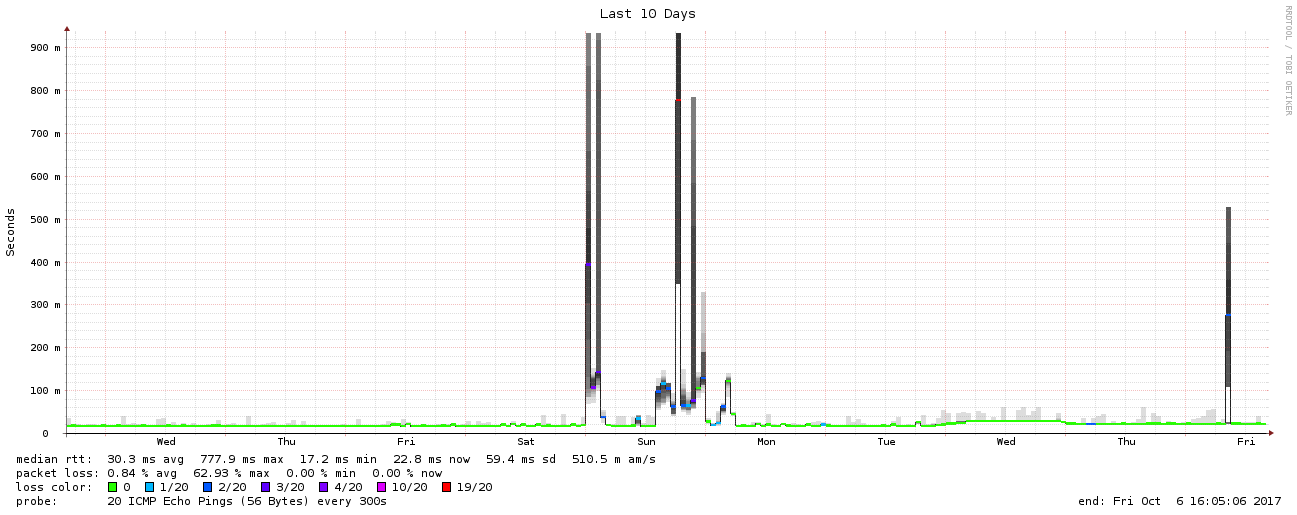 Last 10 Days
RRDTOOL / TOBI OETIKER
Seconds
900 m
800 m
700 m
600 m
500 m
400 m
300 m
200 m
100 m
0
Wed Thu Fri Sat Sun Mon Tue Wed Thu Fri
median rtt: 30.3 ms avg 777.9 ms max 17.2 ms min 22.8 ms now 59.4 ms sd 510.5 m am/s
packet loss: 0.84 % avg 62.93 % max 0.00 % min 0.00 % now
loss color: 0 1/20 2/20 3/20 4/20 10/20 19/20
probe: 20 ICMP Echo Pings (56 Bytes) every 300s end: Fri Oct 6 16:05:06 2017